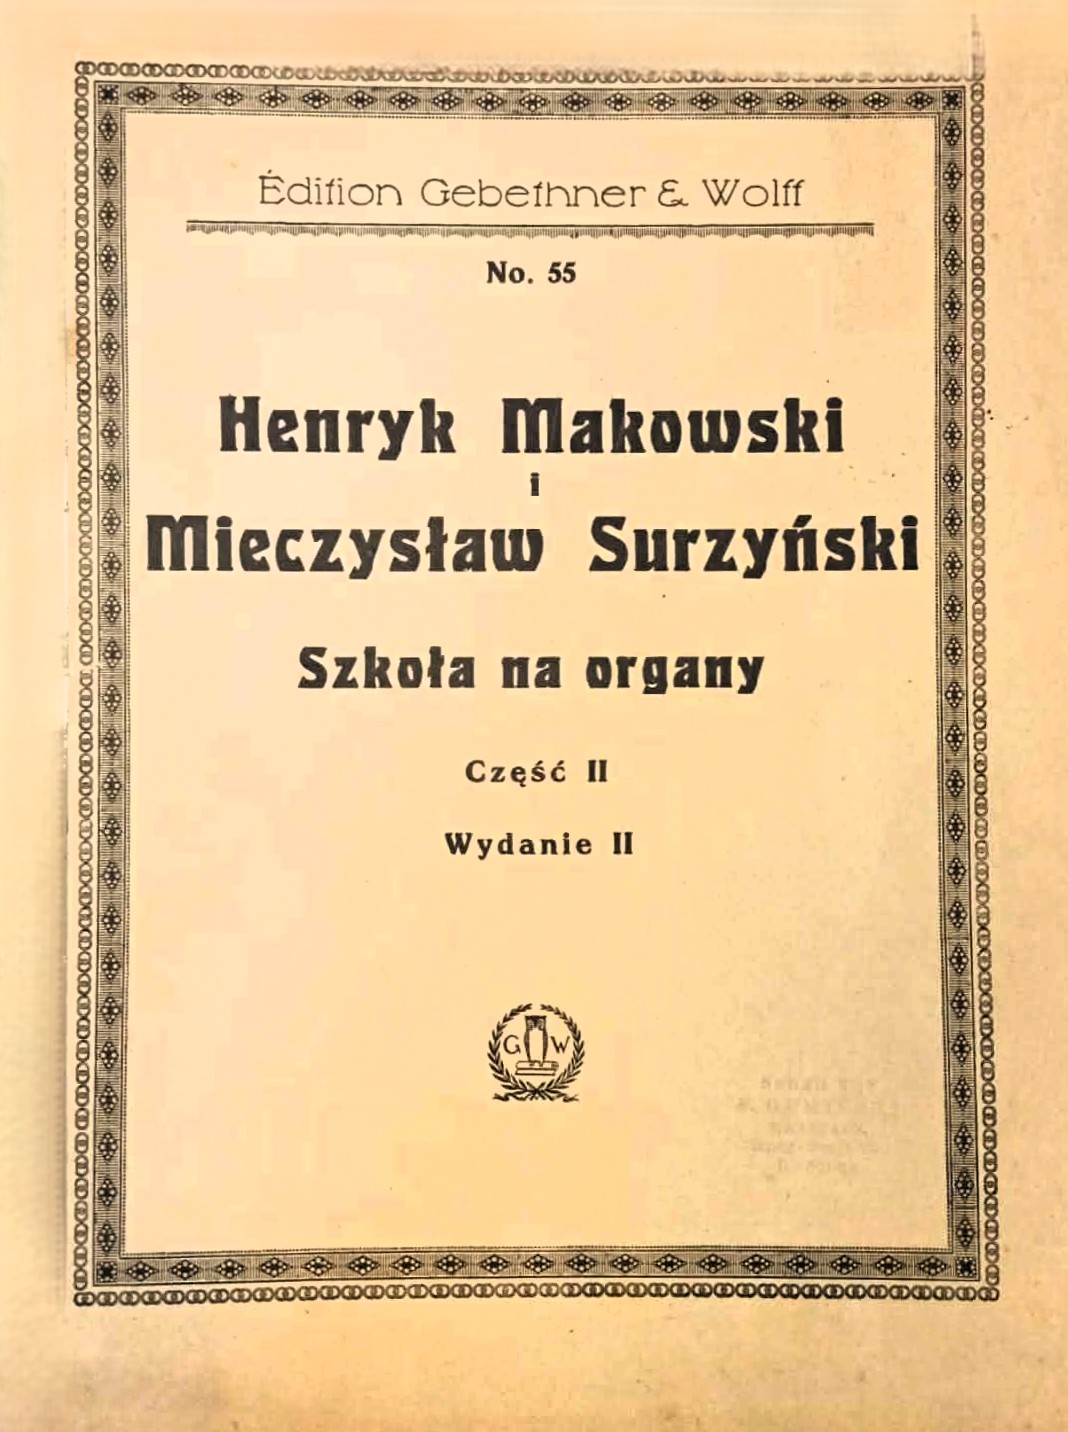 Édition Gebethner & Wolff
No. 55
Henryk Makowski
i
Mieczysław Surzyński
Szkoła na organy
Część II
Wydanie II
G W